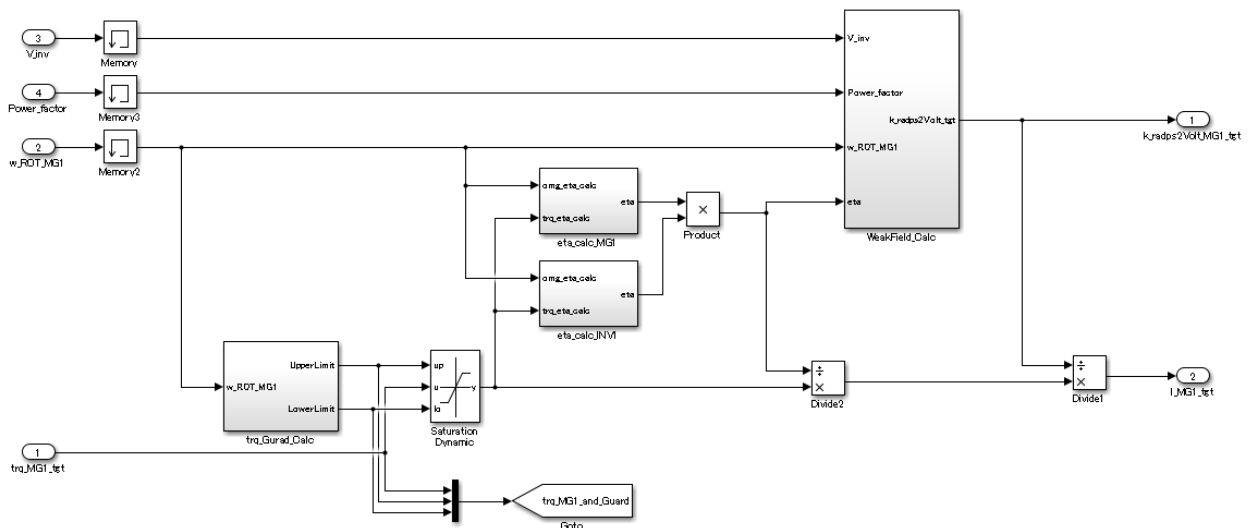 3
V_inv
Memory
V_inv
4
Power_factor
Memory3
Power_factor
k_radps2Volt_tgt
1
k_radps2Volt_MG1_tgt
2
w_ROT_MG1
Memory2
w_ROT_MG1
omg_eta_calc
eta
trq_eta_calc
eta_calc_MG1
×
Product
eta
WeakField_Calc
omg_eta_calc
eta
trq_eta_calc
eta_calc_INV1
UpperLimit
w_ROT_MG1
LowerLimit
trq_Gurad_Calc
up
u
y
lo
Saturation
Dynamic
÷
×
Divide2
÷
×
Divide1
2
I_MG1_tgt
1
trq_MG1_tgt
trq_MG1_and_Guard
Goto